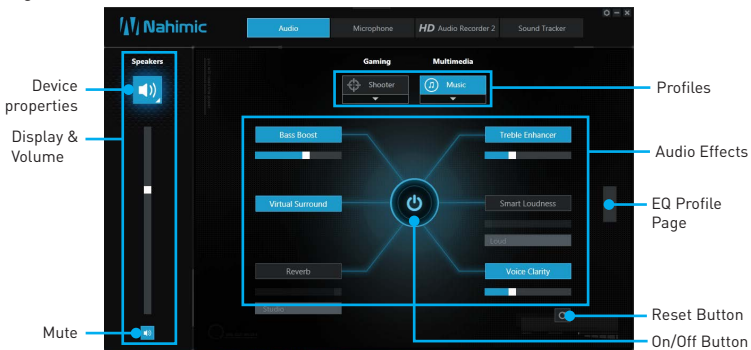 Nahimic
Audio
Microphone
HD Audio Recorder 2
Sound Tracker
Speakers
Gaming
Multimedia
Shooter
Music
Device
properties
Profiles
Display &
Volume
Bass Boost
Treble Enhancer
Audio Effects
Virtual Surround
Smart Loudness
EQ Profile
Page
Loud
Reverb
Voice Clarity
Studio
Reset Button
Mute
On/Off Button